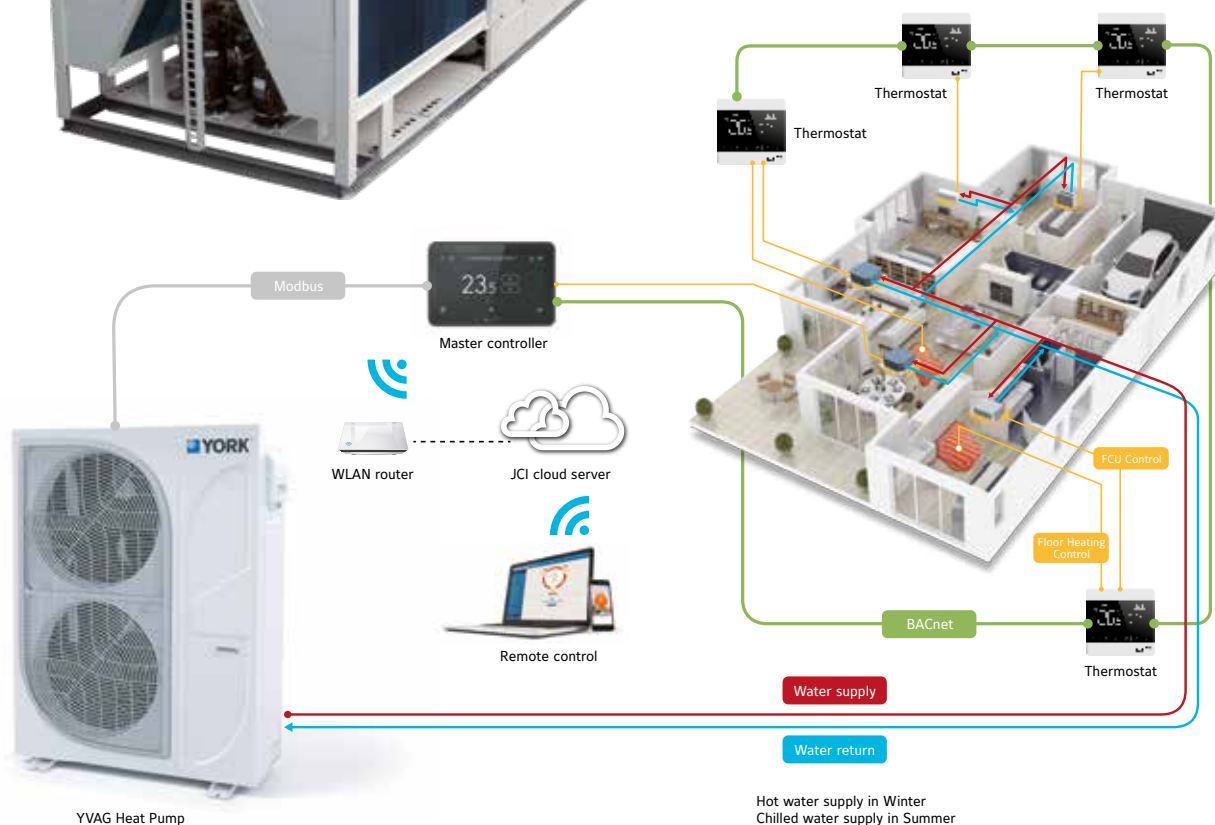 Thermostat
Thermostat
Thermostat
Modbus
23.5
Master controller
YORK
WLAN router
JCI cloud server
FCU Control
Floor Heating
Control
Remote control
BACnet
Thermostat
Water supply
Water return
YVAG Heat Pump
Hot water supply in Winter
Chilled water supply in Summer